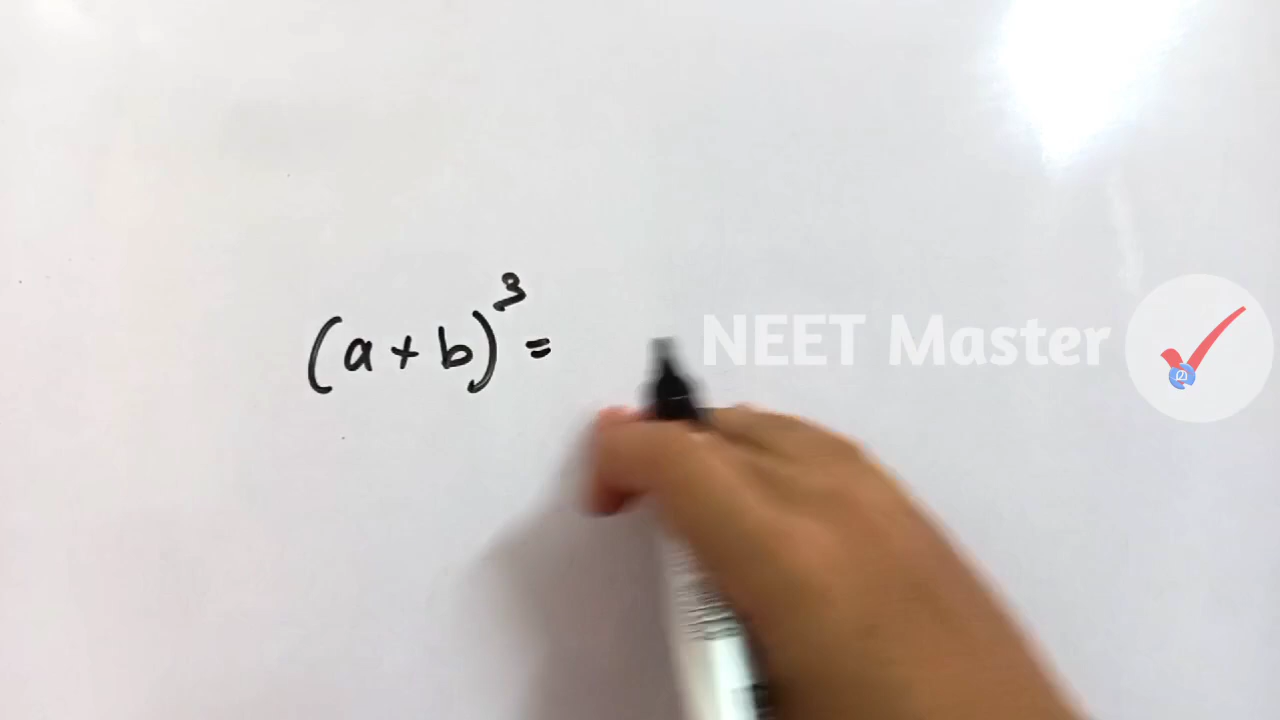 (a + b)³ =
NEET Master